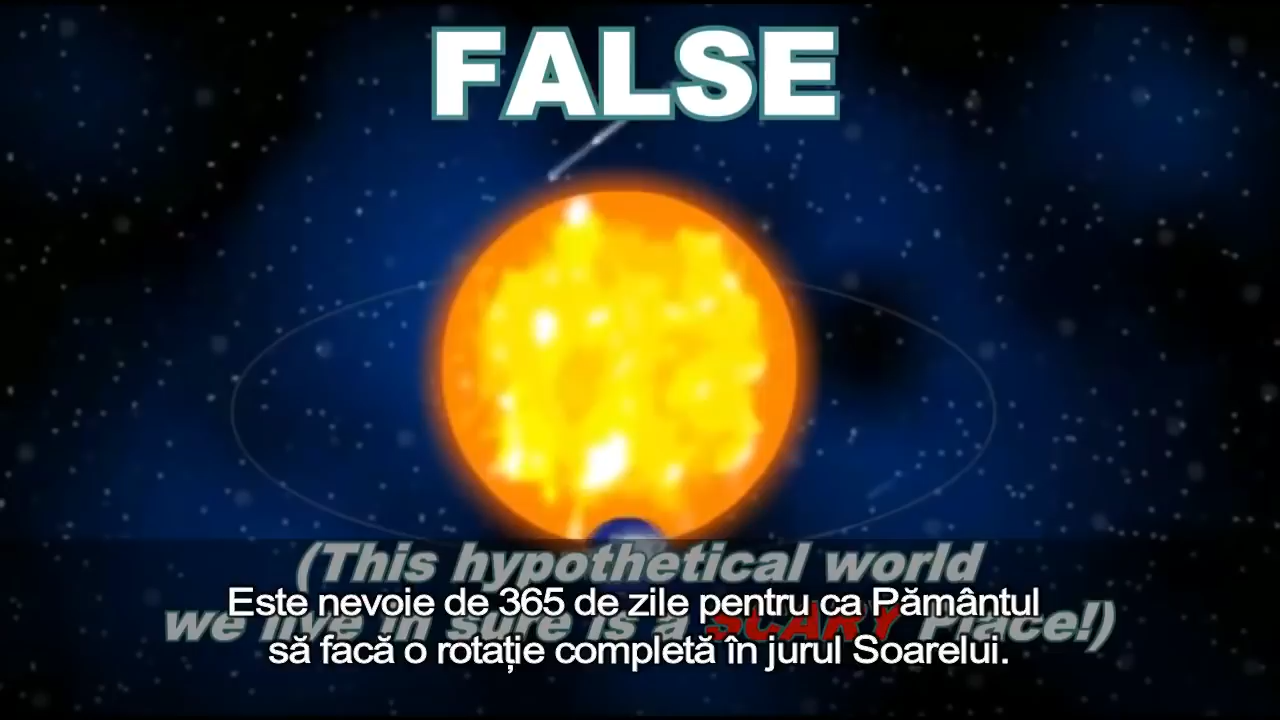 FALSE
(This hypothetical world
we live in sure is a SCARY Place!)
Este nevoie de 365 de zile pentru ca Pământul
să facă o rotație completă în jurul Soarelui.